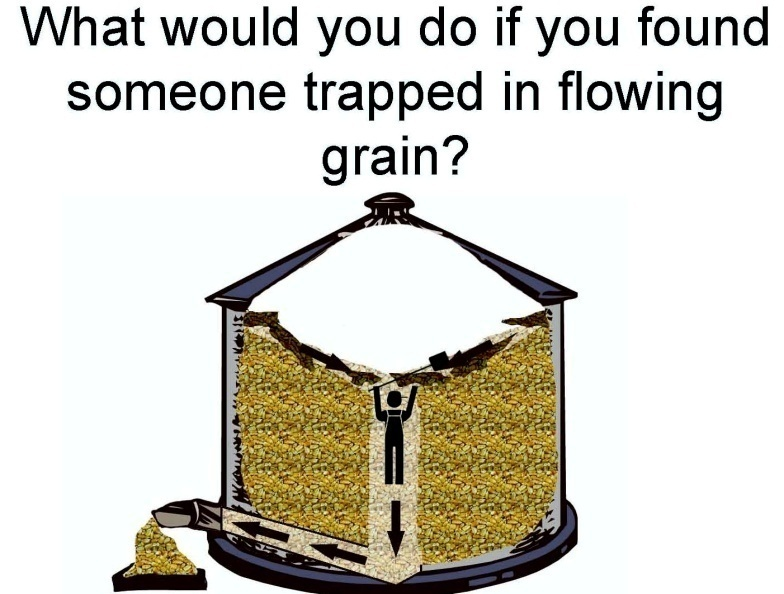 What would you do if you found
someone trapped in flowing
grain?